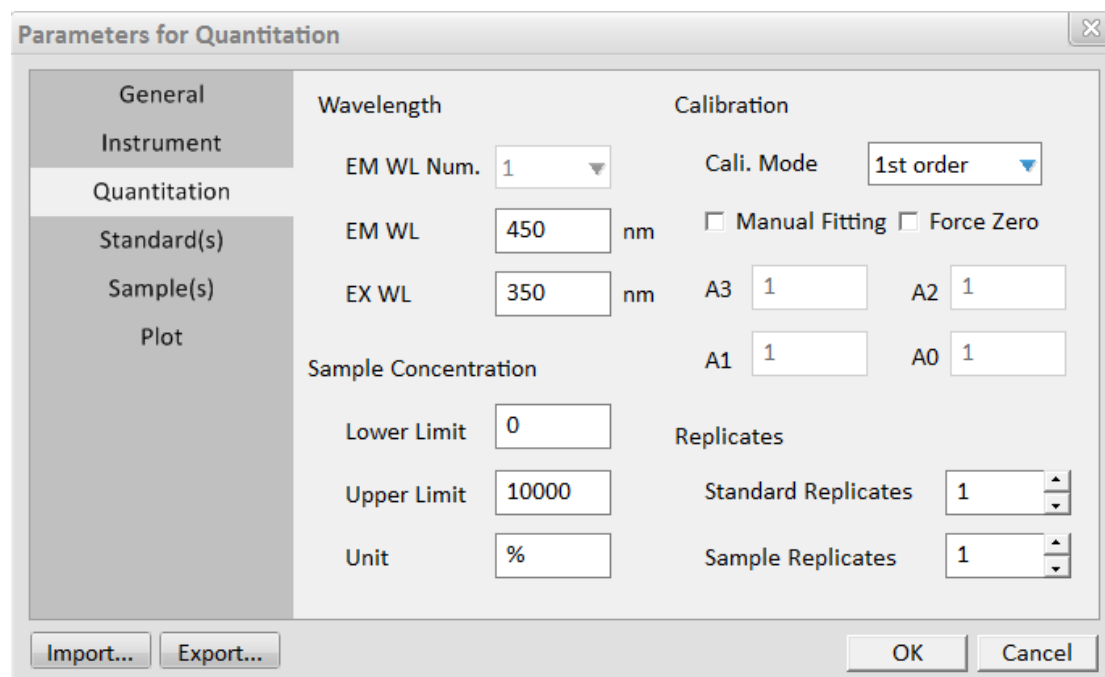 Parameters for Quantitation
General
Instrument
Quantitation
Standard(s)
Sample(s)
Plot
Wavelength
EM WL Num. 1
EM WL 450 nm
EX WL 350 nm
Sample Concentration
Lower Limit 0
Upper Limit 10000
Unit %
Calibration
Cali. Mode 1st order
Manual Fitting Force Zero
A3 1 A2 1
A1 1 A0 1
Replicates
Standard Replicates 1
Sample Replicates 1
Import... Export... OK Cancel